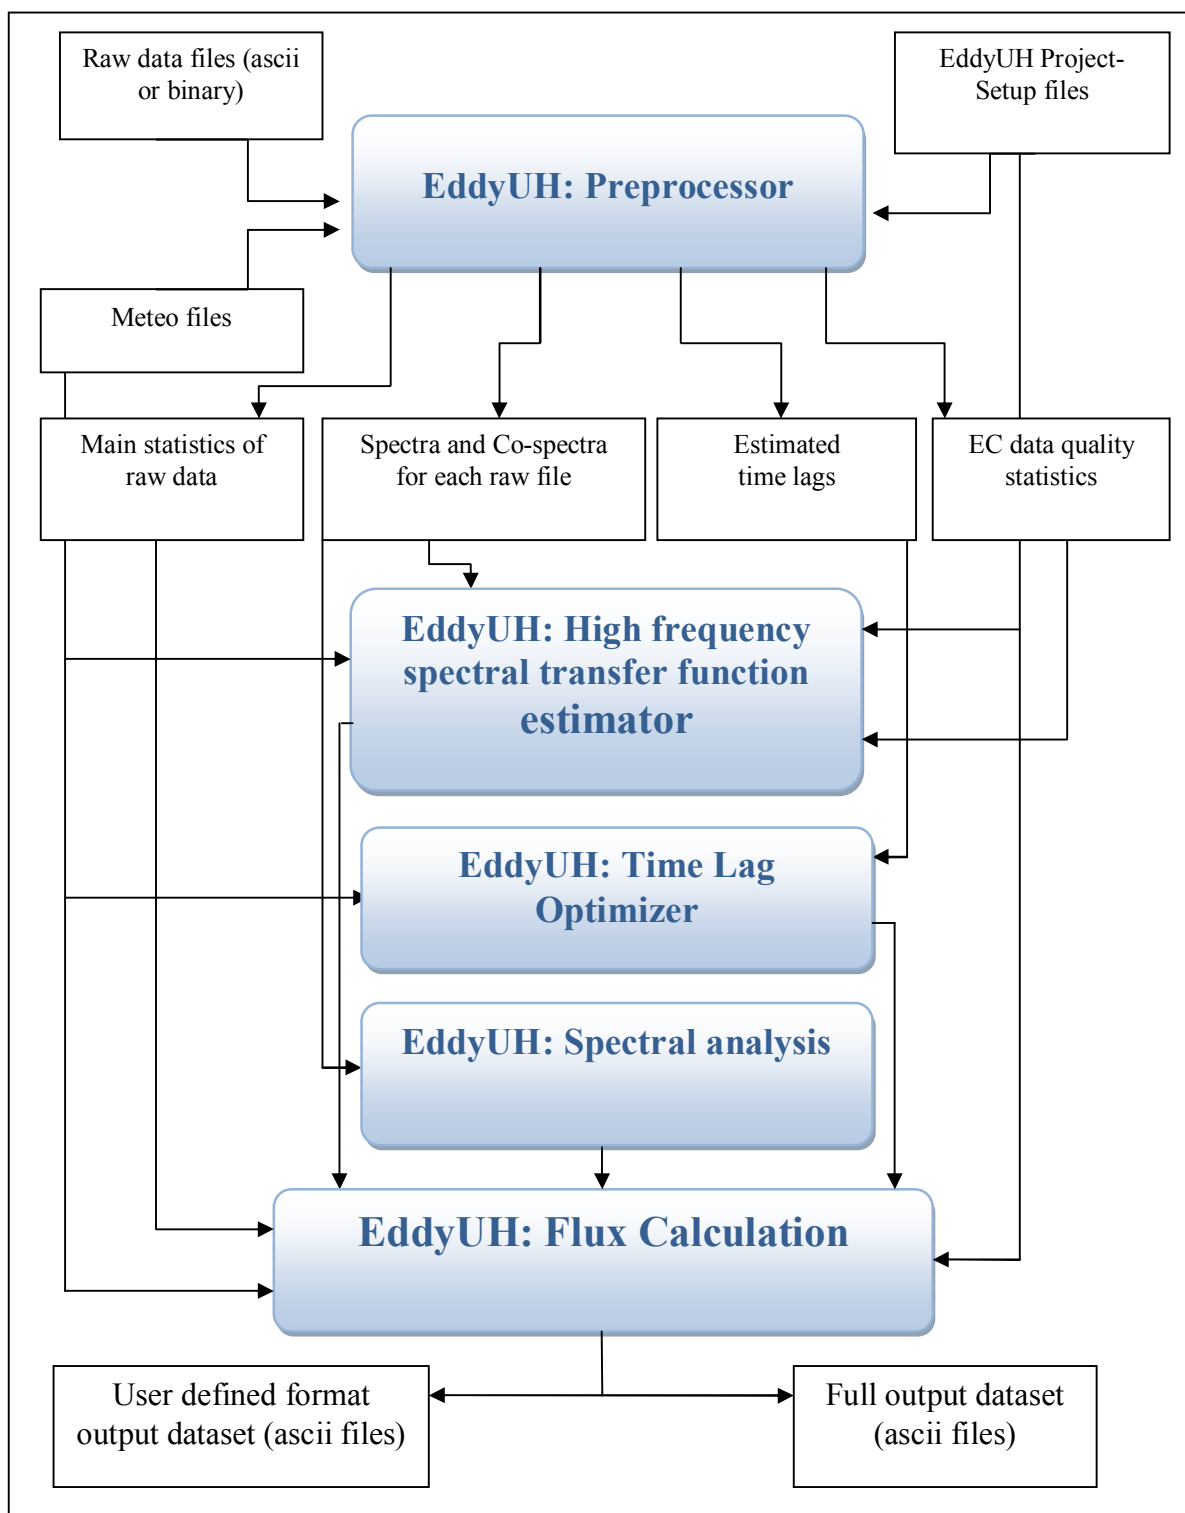 Raw data files (ascii
or binary)
EddyUH Project-
Setup files
EddyUH: Preprocessor
Meteo files
Main statistics of
raw data
Spectra and Co-spectra
for each raw file
Estimated
time lags
EC data quality
statistics
EddyUH: High frequency
spectral transfer function
estimator
EddyUH: Time Lag
Optimizer
EddyUH: Spectral analysis
EddyUH: Flux Calculation
User defined format
output dataset (ascii files)
Full output dataset
(ascii files)